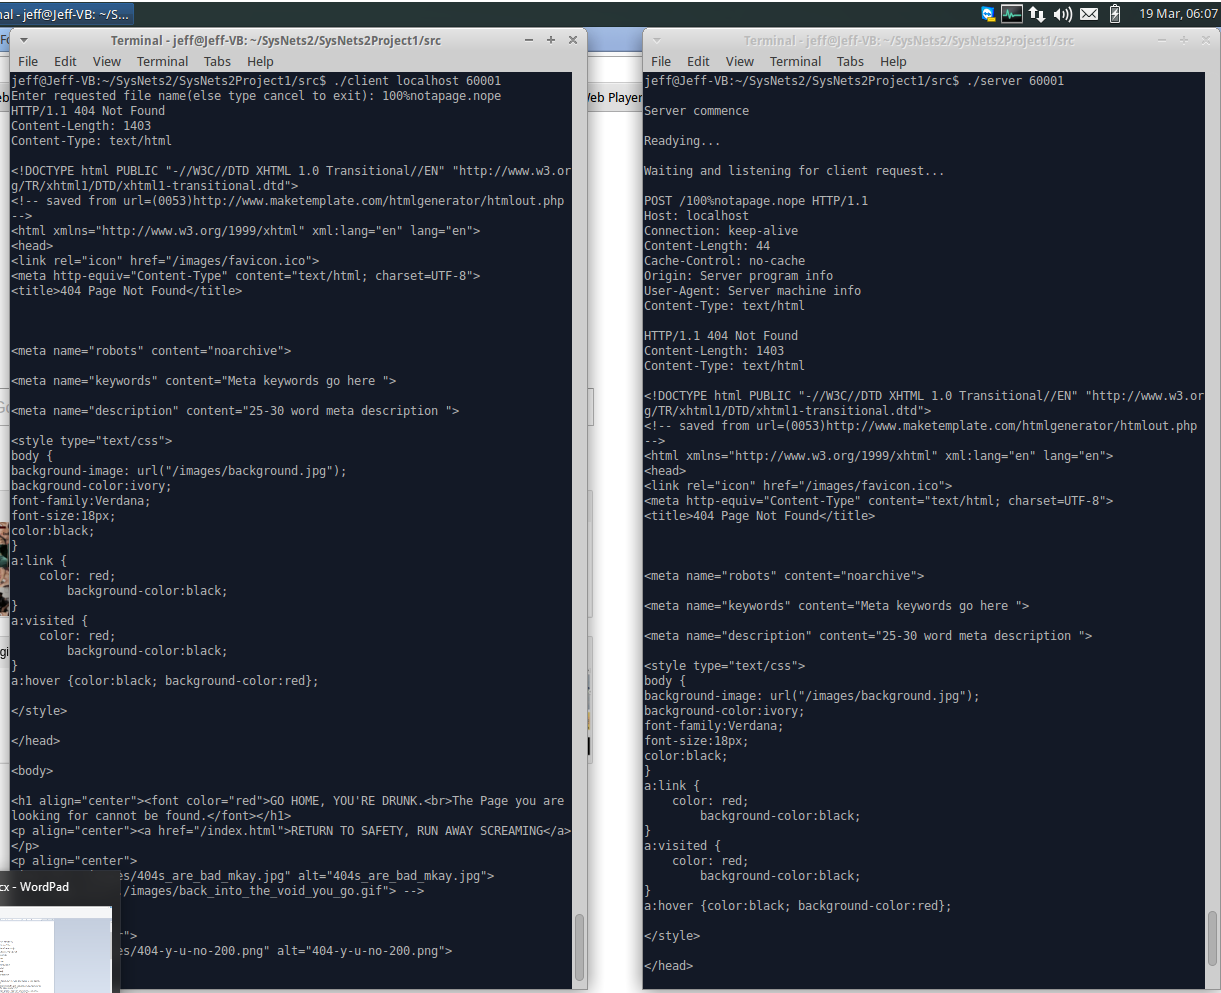 nal - jeff@Jeff-VB: ~/S...
19 Mar, 06:07
Terminal - jeff@Jeff-VB: ~/SysNets2/SysNets2Project1/src
File Edit View Terminal Tabs Help
jeff@Jeff-VB:~/SysNets2/SysNets2Project1/src$ ./client localhost 60001
Enter requested file name(else type cancel to exit): 100%notapage.nope
HTTP/1.1 404 Not Found
Content-Length: 1403
Content-Type: text/html
<!DOCTYPE html PUBLIC "-//W3C//DTD XHTML 1.0 Transitional//EN" "http://www.w3.or
g/TR/xhtml1/DTD/xhtml1-transitional.dtd">
<!-- saved from url=(0053)http://www.maketemplate.com/htmlgenerator/htmlout.php
-->
<html xmlns="http://www.w3.org/1999/xhtml" xml:lang="en" lang="en">
<head>
<link rel="icon" href="/images/favicon.ico">
<meta http-equiv="Content-Type" content="text/html; charset=UTF-8">
<title>404 Page Not Found</title>
<meta name="robots" content="noarchive">
<meta name="keywords" content="Meta keywords go here ">
<meta name="description" content="25-30 word meta description ">
<style type="text/css">
body {
background-image: url("/images/background.jpg");
background-color:ivory;
font-family:Verdana;
font-size:18px;
color:black;
}
a:link {
    color: red;
        background-color:black;
}
a:visited {
    color: red;
        background-color:black;
}
a:hover {color:black; background-color:red};
</style>
</head>
<body>
<h1 align="center"><font color="red">GO HOME, YOU'RE DRUNK.<br>The Page you are
looking for cannot be found.</font></h1>
<p align="center"><a href="/index.html">RETURN TO SAFETY, RUN AWAY SCREAMING</a>
</p>
<p align="center">
es/404s_are_bad_mkay.jpg" alt="404s_are_bad_mkay.jpg">
./images/back_into_the_void_you_go.gif"> -->
r">
es/404-y-u-no-200.png" alt="404-y-u-no-200.png">
cx - WordPad
eb Player
Terminal - jeff@Jeff-VB: ~/SysNets2/SysNets2Project1/src
File Edit View Terminal Tabs Help
jeff@Jeff-VB:~/SysNets2/SysNets2Project1/src$ ./server 60001
Server commence
Readying...
Waiting and listening for client request...
POST /100%notapage.nope HTTP/1.1
Host: localhost
Connection: keep-alive
Content-Length: 44
Cache-Control: no-cache
Origin: Server program info
User-Agent: Server machine info
Content-Type: text/html
HTTP/1.1 404 Not Found
Content-Length: 1403
Content-Type: text/html
<!DOCTYPE html PUBLIC "-//W3C//DTD XHTML 1.0 Transitional//EN" "http://www.w3.or
g/TR/xhtml1/DTD/xhtml1-transitional.dtd">
<!-- saved from url=(0053)http://www.maketemplate.com/htmlgenerator/htmlout.php
-->
<html xmlns="http://www.w3.org/1999/xhtml" xml:lang="en" lang="en">
<head>
<link rel="icon" href="/images/favicon.ico">
<meta http-equiv="Content-Type" content="text/html; charset=UTF-8">
<title>404 Page Not Found</title>
<meta name="robots" content="noarchive">
<meta name="keywords" content="Meta keywords go here ">
<meta name="description" content="25-30 word meta description ">
<style type="text/css">
body {
background-image: url("/images/background.jpg");
background-color:ivory;
font-family:Verdana;
font-size:18px;
color:black;
}
a:link {
    color: red;
        background-color:black;
}
a:visited {
    color: red;
        background-color:black;
}
a:hover {color:black; background-color:red};
</style>
</head>